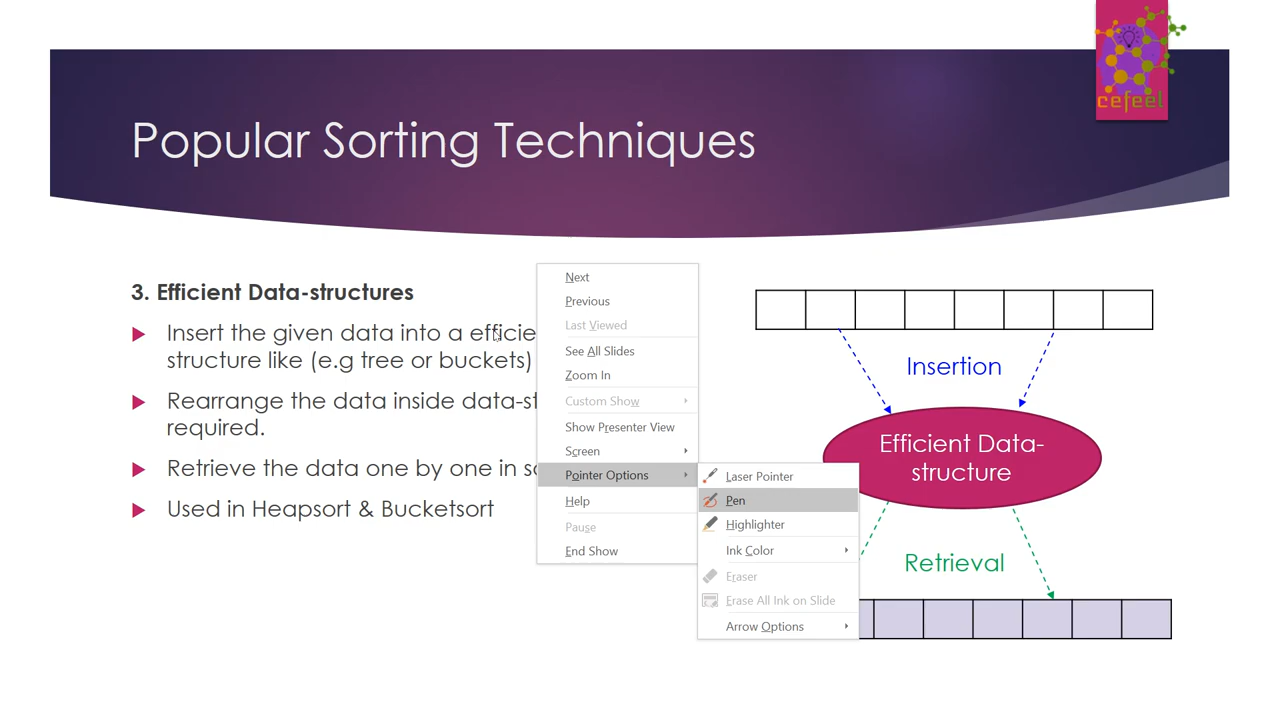 cefeel
Popular Sorting Techniques
3. Efficient Data-structures
Insert the given data into a efficie
structure like (e.g tree or buckets)
Rearrange the data inside data-st
required.
Retrieve the data one by one in so
Used in Heapsort & Bucketsort
Next
Previous
Last Viewed
See All Slides
Zoom In
Custom Show
Show Presenter View
Screen
Pointer Options
Help
Pause
End Show
Laser Pointer
Pen
Highlighter
Ink Color
Eraser
Erase All Ink on Slide
Arrow Options
Insertion
Efficient Data-
structure
Retrieval